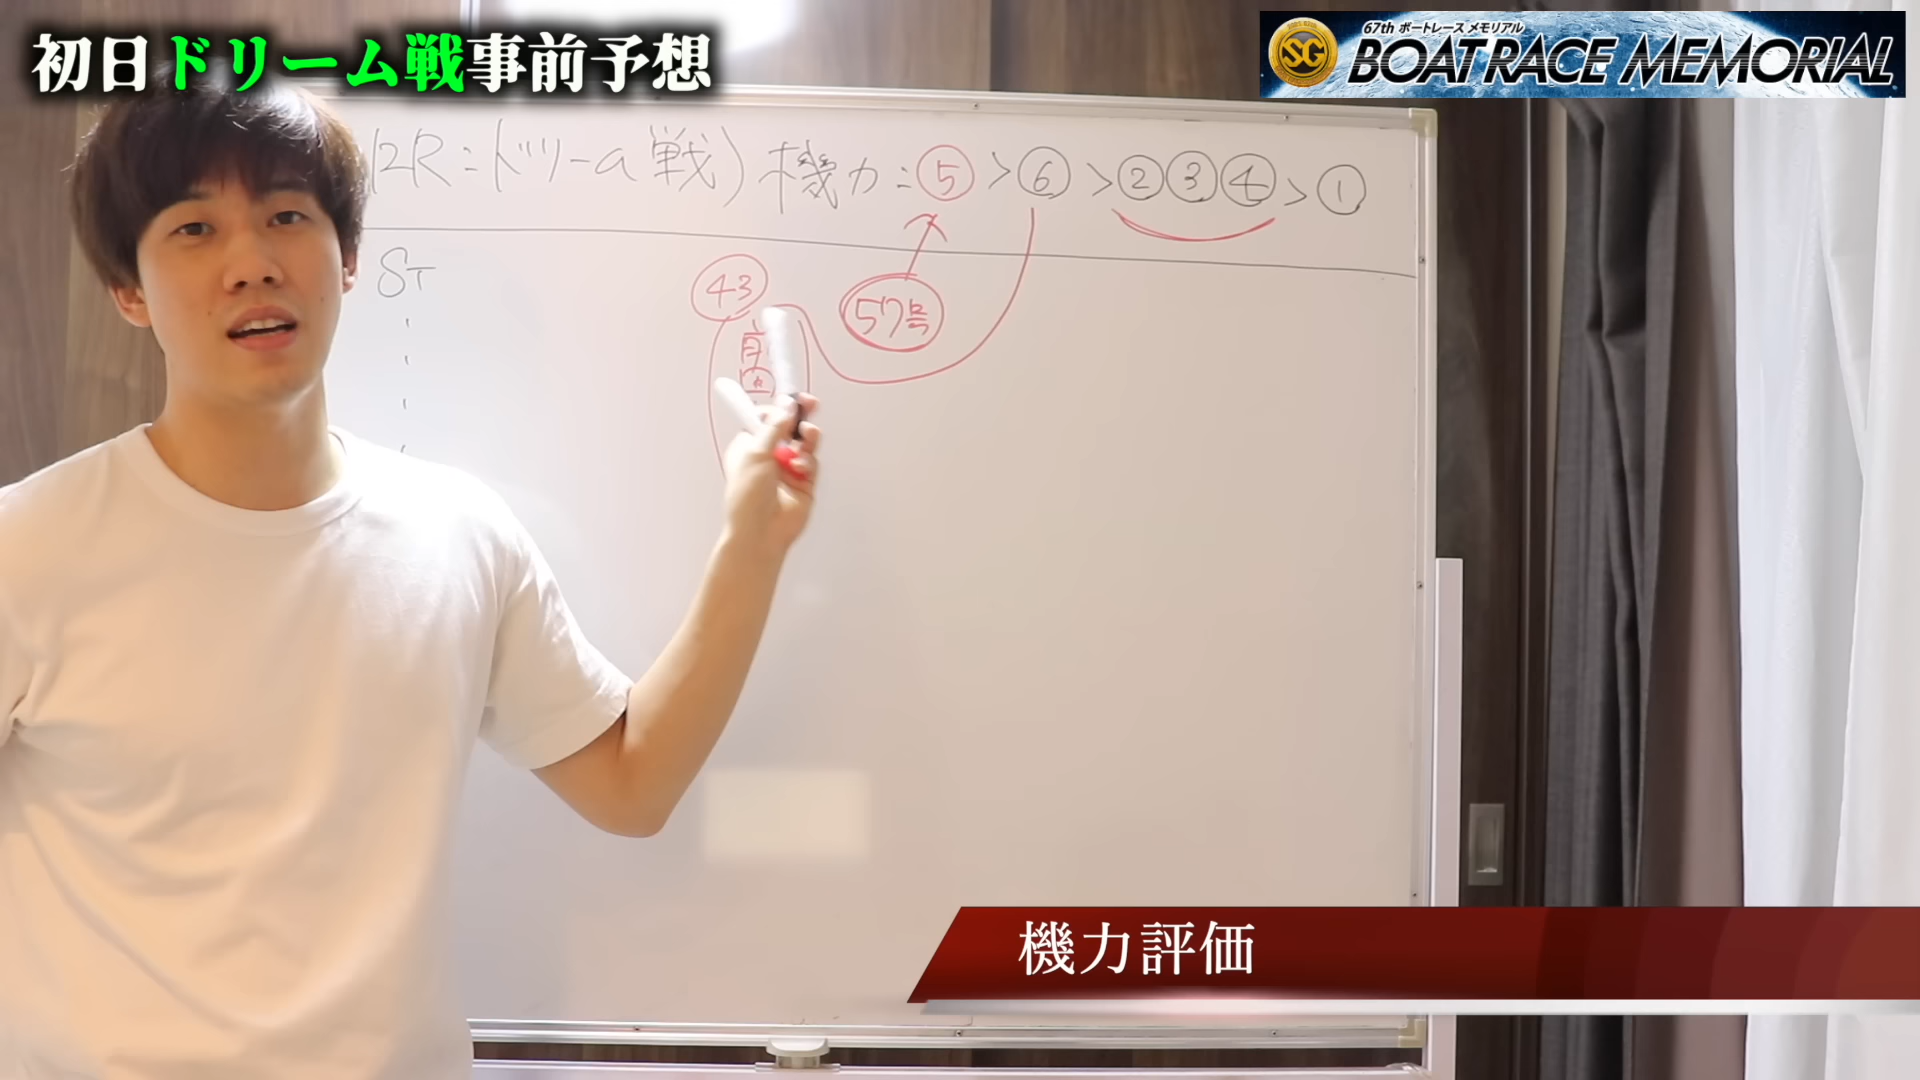 初日ドリーム戦事前予想
SG
67th ボートレース メモリアル
BOAT RACE MEMORIAL
12R:ドリーム戦) 機力:⑤>⑥>②③④>①
ST
43
57号
機力評価